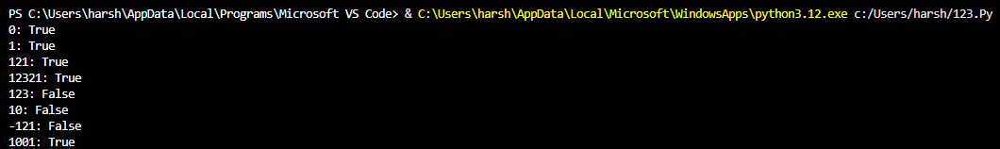 PS C:\Users\harsh\AppData\Local\Programs\Microsoft VS Code> & C:\Users\harsh\AppData\Local\Microsoft\WindowsApps\python3.12.exe c:/Users/harsh/123.Py
0: True
1: True
121: True
12321: True
123: False
10: False
-121: False
1001: True